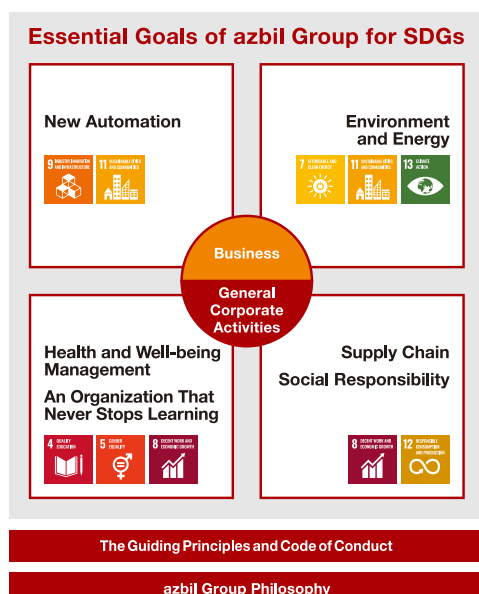 Essential Goals of azbil Group for SDGs
New Automation
9 INDUSTRY, INNOVATION
AND INFRASTRUCTURE
11 SUSTAINABLE CITIES
AND COMMUNITIES
Environment
and Energy
7 AFFORDABLE AND
CLEAN ENERGY
11 SUSTAINABLE CITIES
AND COMMUNITIES
13 CLIMATE
ACTION
Business
General
Corporate
Activities
Health and Well-being
Management
An Organization That
Never Stops Learning
4 QUALITY
EDUCATION
5 GENDER
EQUALITY
8 DECENT WORK AND
ECONOMIC GROWTH
Supply Chain
Social Responsibility
8 DECENT WORK AND
ECONOMIC GROWTH
12 RESPONSIBLE
CONSUMPTION
AND PRODUCTION
The Guiding Principles and Code of Conduct
azbil Group Philosophy